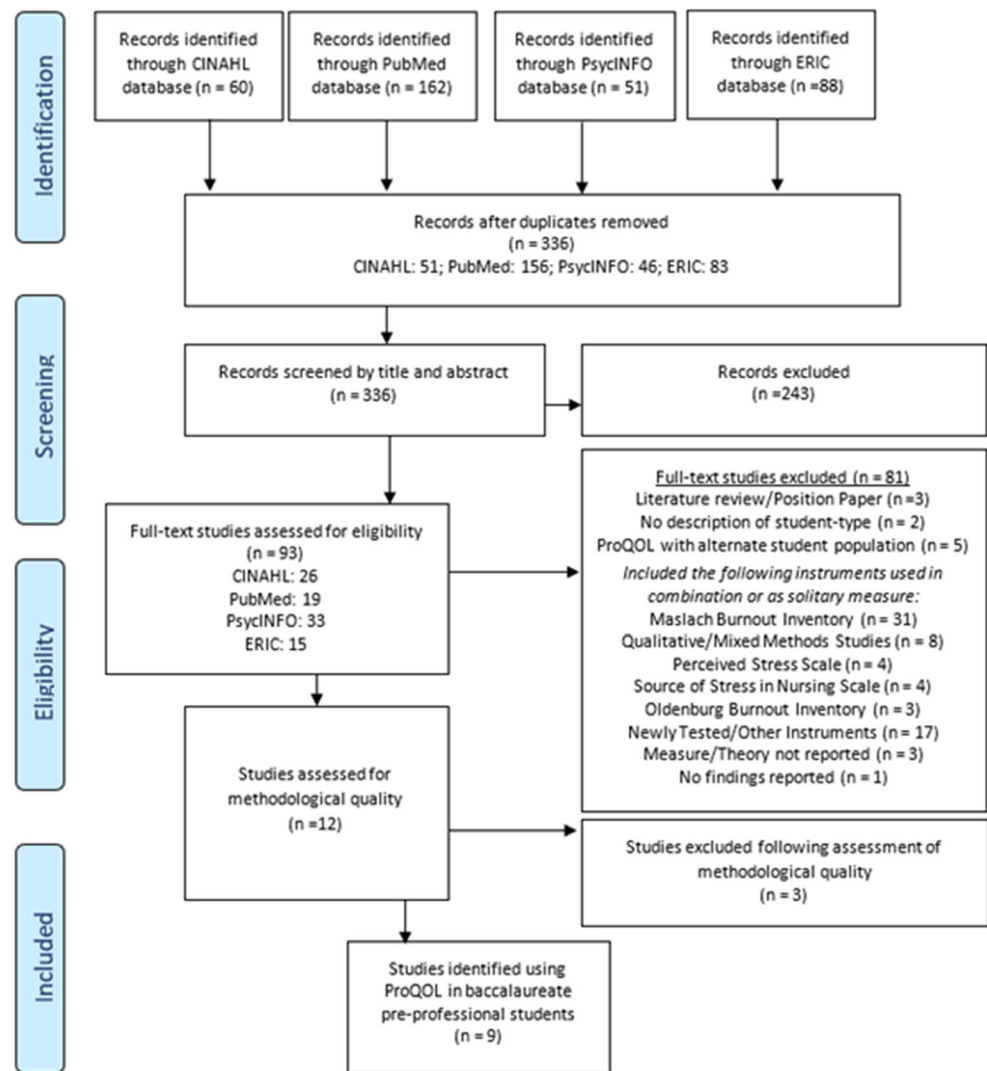 Identification
Records identified
through CINAHL
database (n = 60)
Records identified
through PubMed
database (n = 162)
Records identified
through PsycINFO
database (n = 51)
Records identified
through ERIC
database (n =88)
Records after duplicates removed
(n = 336)
CINAHL: 51; PubMed: 156; PsycINFO: 46; ERIC: 83
Screening
Records screened by title and abstract
(n = 336)
Records excluded
(n =243)
Eligibility
Full-text studies assessed for eligibility
(n = 93)
CINAHL: 26
PubMed: 19
PsycINFO: 33
ERIC: 15
Full-text studies excluded (n = 81)
Literature review/Position Paper (n =3)
No description of student-type (n = 2)
ProQOL with alternate student population (n = 5)
Included the following instruments used in
combination or as solitary measure:
Maslach Burnout Inventory (n = 31)
Qualitative/Mixed Methods Studies (n = 8)
Perceived Stress Scale (n = 4)
Source of Stress in Nursing Scale (n = 4)
Oldenburg Burnout Inventory (n = 3)
Newly Tested/Other Instruments (n = 17)
Measure/Theory not reported (n = 3)
No findings reported (n = 1)
Studies assessed for
methodological quality
(n =12)
Studies excluded following assessment of
methodological quality
(n = 3)
Included
Studies identified using
ProQOL in baccalaureate
pre-professional students
(n = 9)